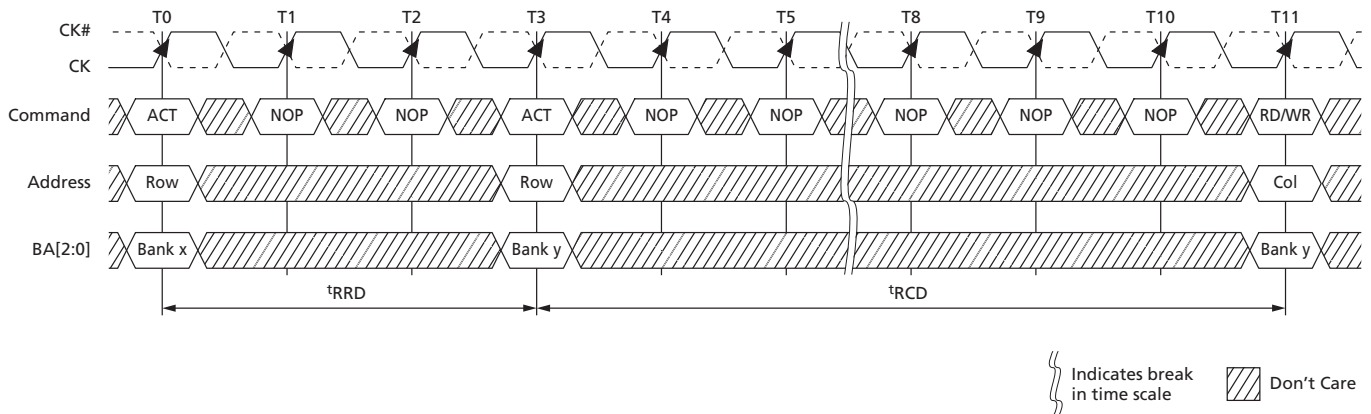 T0 T1 T2 T3 T4 T5 T8 T9 T10 T11
CK#
CK
Command ACT NOP NOP ACT NOP NOP NOP NOP NOP RD/WR
Address Row Row Col
BA[2:0] Bank x Bank y Bank y
tRRD tRCD
Indicates break
in time scale
Don't Care